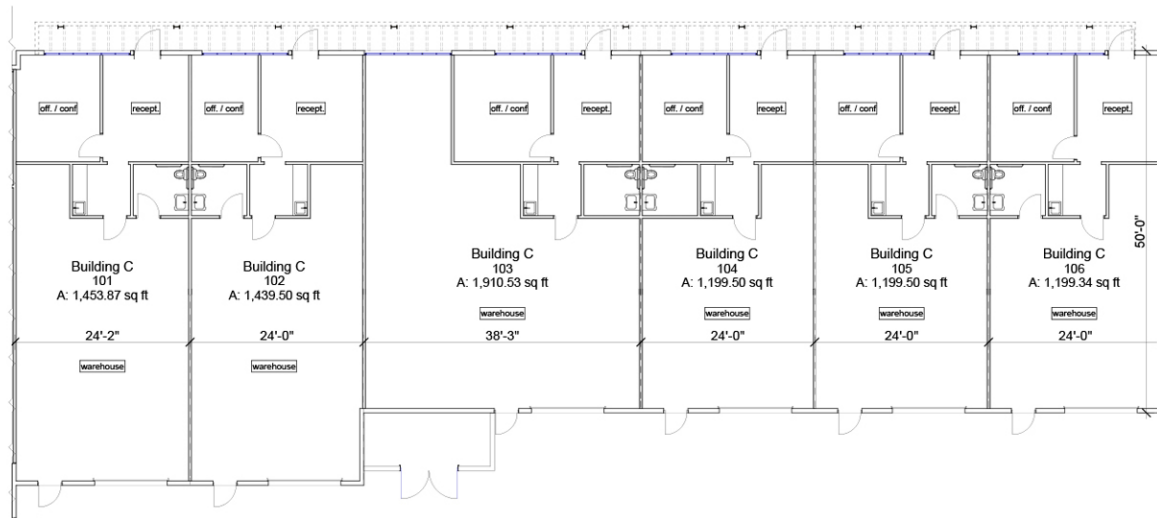 off. / conf
recept.
off. / conf
recept.
off. / conf
recept.
off. / conf
recept.
off. / conf
recept.
off. / conf
recept.
50'-0"
Building C
101
A: 1,453.87 sq ft
Building C
102
A: 1,439.50 sq ft
Building C
103
A: 1,910.53 sq ft
Building C
104
A: 1,199.50 sq ft
Building C
105
A: 1,199.50 sq ft
Building C
106
A: 1,199.34 sq ft
warehouse
warehouse
warehouse
warehouse
24'-2"
24'-0"
38'-3"
24'-0"
24'-0"
24'-0"
warehouse
warehouse